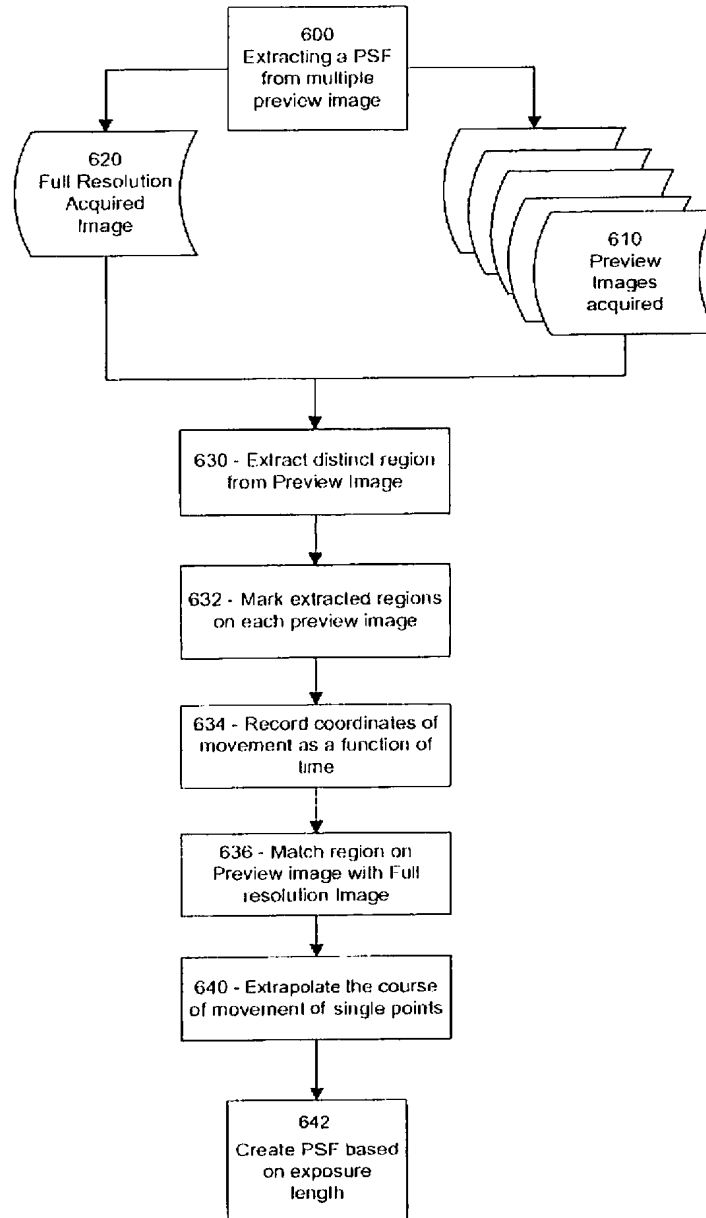 600
Extracting a PSF
from multiple
preview image
620
Full Resolution
Acquired
Image
610
Preview
Images
acquired
630 - Extract distinct region
from Preview Image
632 - Mark extracted regions
on each preview image
634 - Record coordinates of
movement as a function of
time
636 - Match region on
Preview image with Full
resolution Image
640 - Extrapolate the course
of movement of single points
642
Create PSF based
on exposure
length